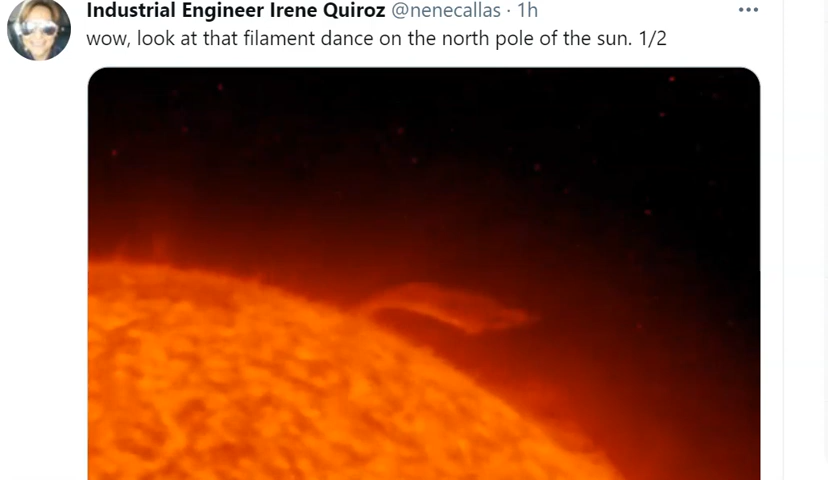 Industrial Engineer Irene Quiroz @nenecallas · 1h
wow, look at that filament dance on the north pole of the sun. 1/2